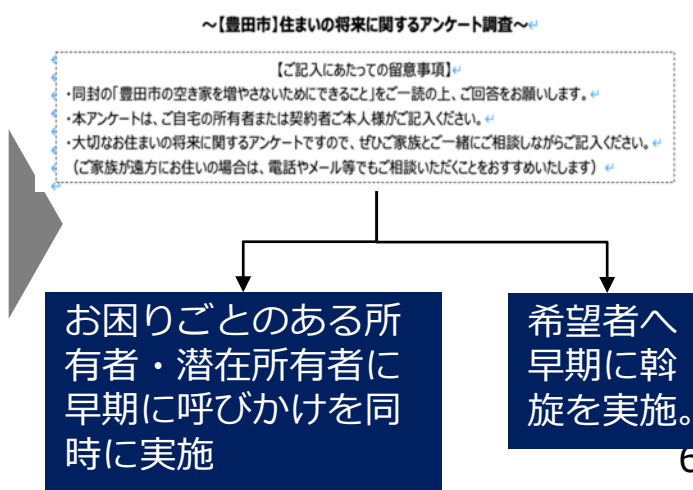 ～【豊田市】住まいの将来に関するアンケート調査～
【ご記入にあたっての留意事項】
・同封の「豊田市の空き家を増やさないためにできること」をご一読の上、ご回答をお願いします。
・本アンケートは、ご自宅の所有者または契約者ご本人様がご記入ください。
・大切なお住まいの将来に関するアンケートですので、ぜひご家族とご一緒にご相談しながらご記入ください。
（ご家族が遠方にお住いの場合は、電話やメール等でもご相談いただくことをおすすめいたします）
お困りごとのある所
有者・潜在所有者に
早期に呼びかけを同
時に実施
希望者へ
早期に斡
旋を実施。
6